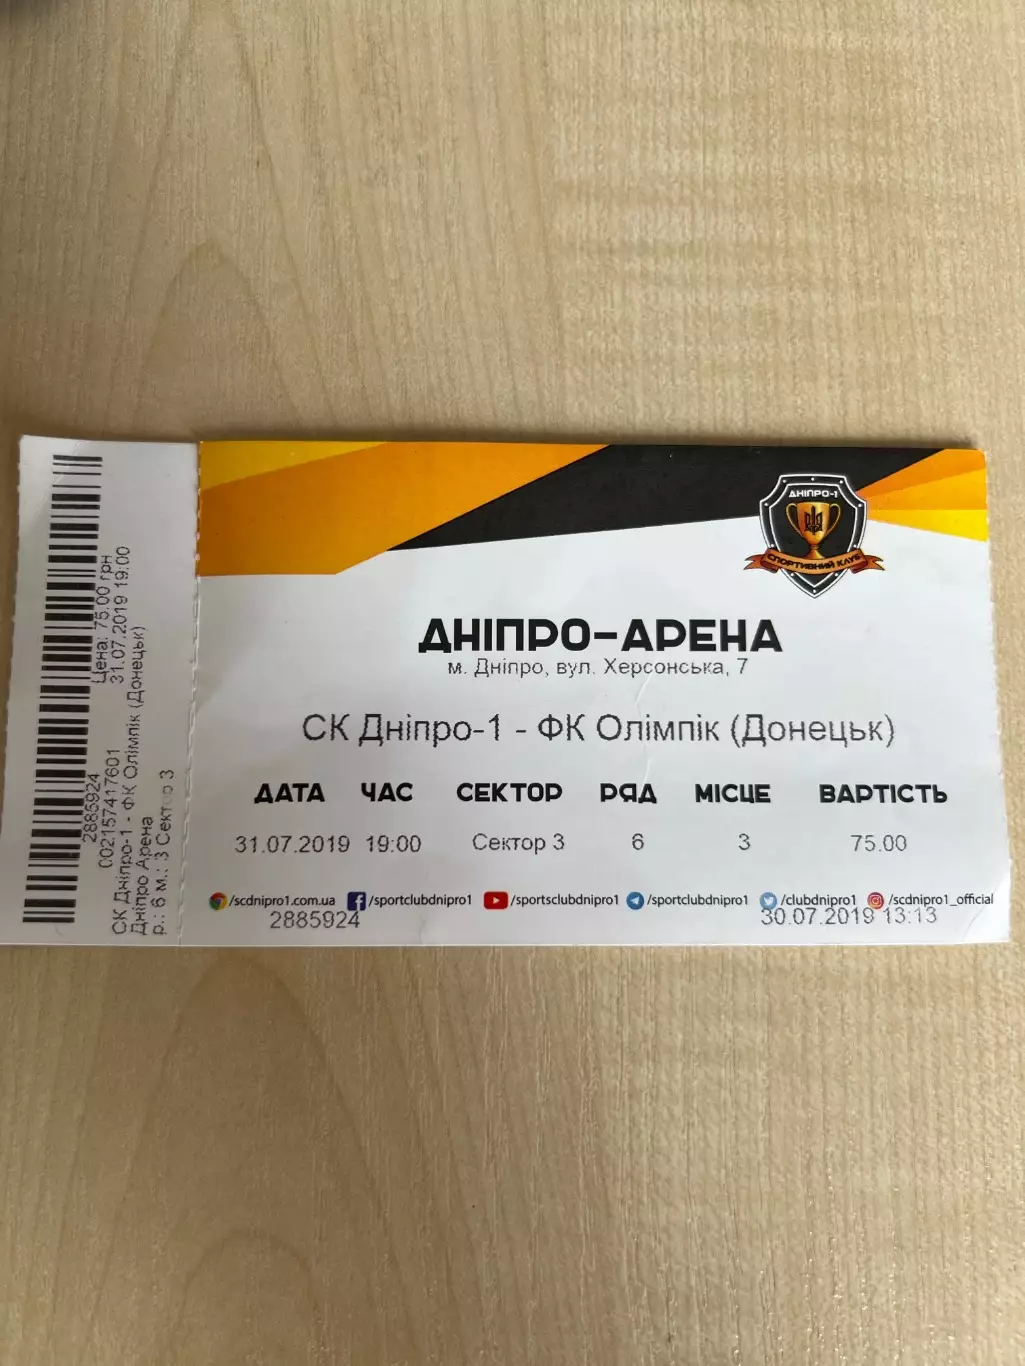 2885924
002157417601
Цена: 75.00 грн
31.07.2019 19:00
СК Дніпро-1 - ФК Олімпік (Донецьк)
Дніпро Арена
р.: 6 м.: 3 Сектор 3
ДНІПРО-1
СПОРТИВНИЙ КЛУБ
ДНІПРО-АРЕНА
м. Дніпро, вул. Херсонська, 7
СК Дніпро-1 - ФК Олімпік (Донецьк)
ДАТА ЧАС СЕКТОР РЯД МІСЦЕ ВАРТІСТЬ
31.07.2019 19:00 Сектор 3 6 3 75.00
/scdnipro1.com.ua /sportclubdnipro1 /sportsclubdnipro1 /sportsclubdnipro1 /clubdnipro1 /scdnipro1_official
2885924 30.07.2019 13:13